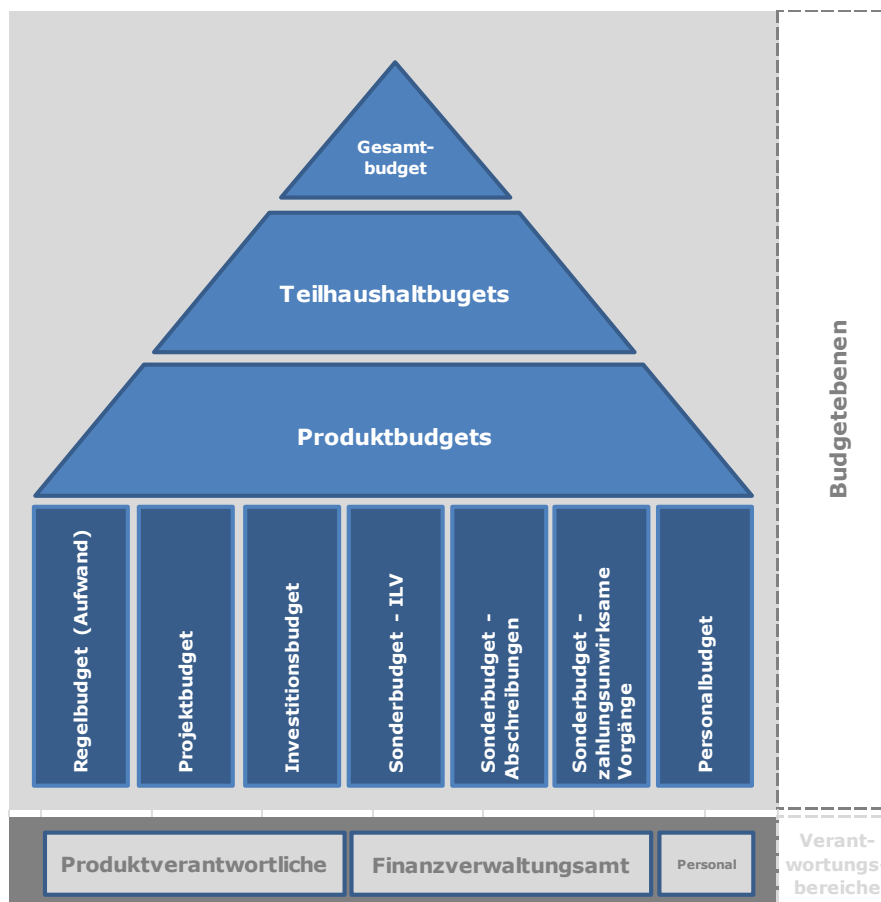 Gesamt-
budget
Teilhaushaltbugets
Produktbudgets
Regelbudget (Aufwand)
Projektbudget
Investitionsbudget
Sonderbudget - ILV
Sonderbudget -
Abschreibungen
Sonderbudget -
zahlungsunwirksame
Vorgänge
Personalbudget
Budgetebenen
Produktverantwortliche
Finanzverwaltungsamt
Personal
Verant-
wortungs-
bereiche